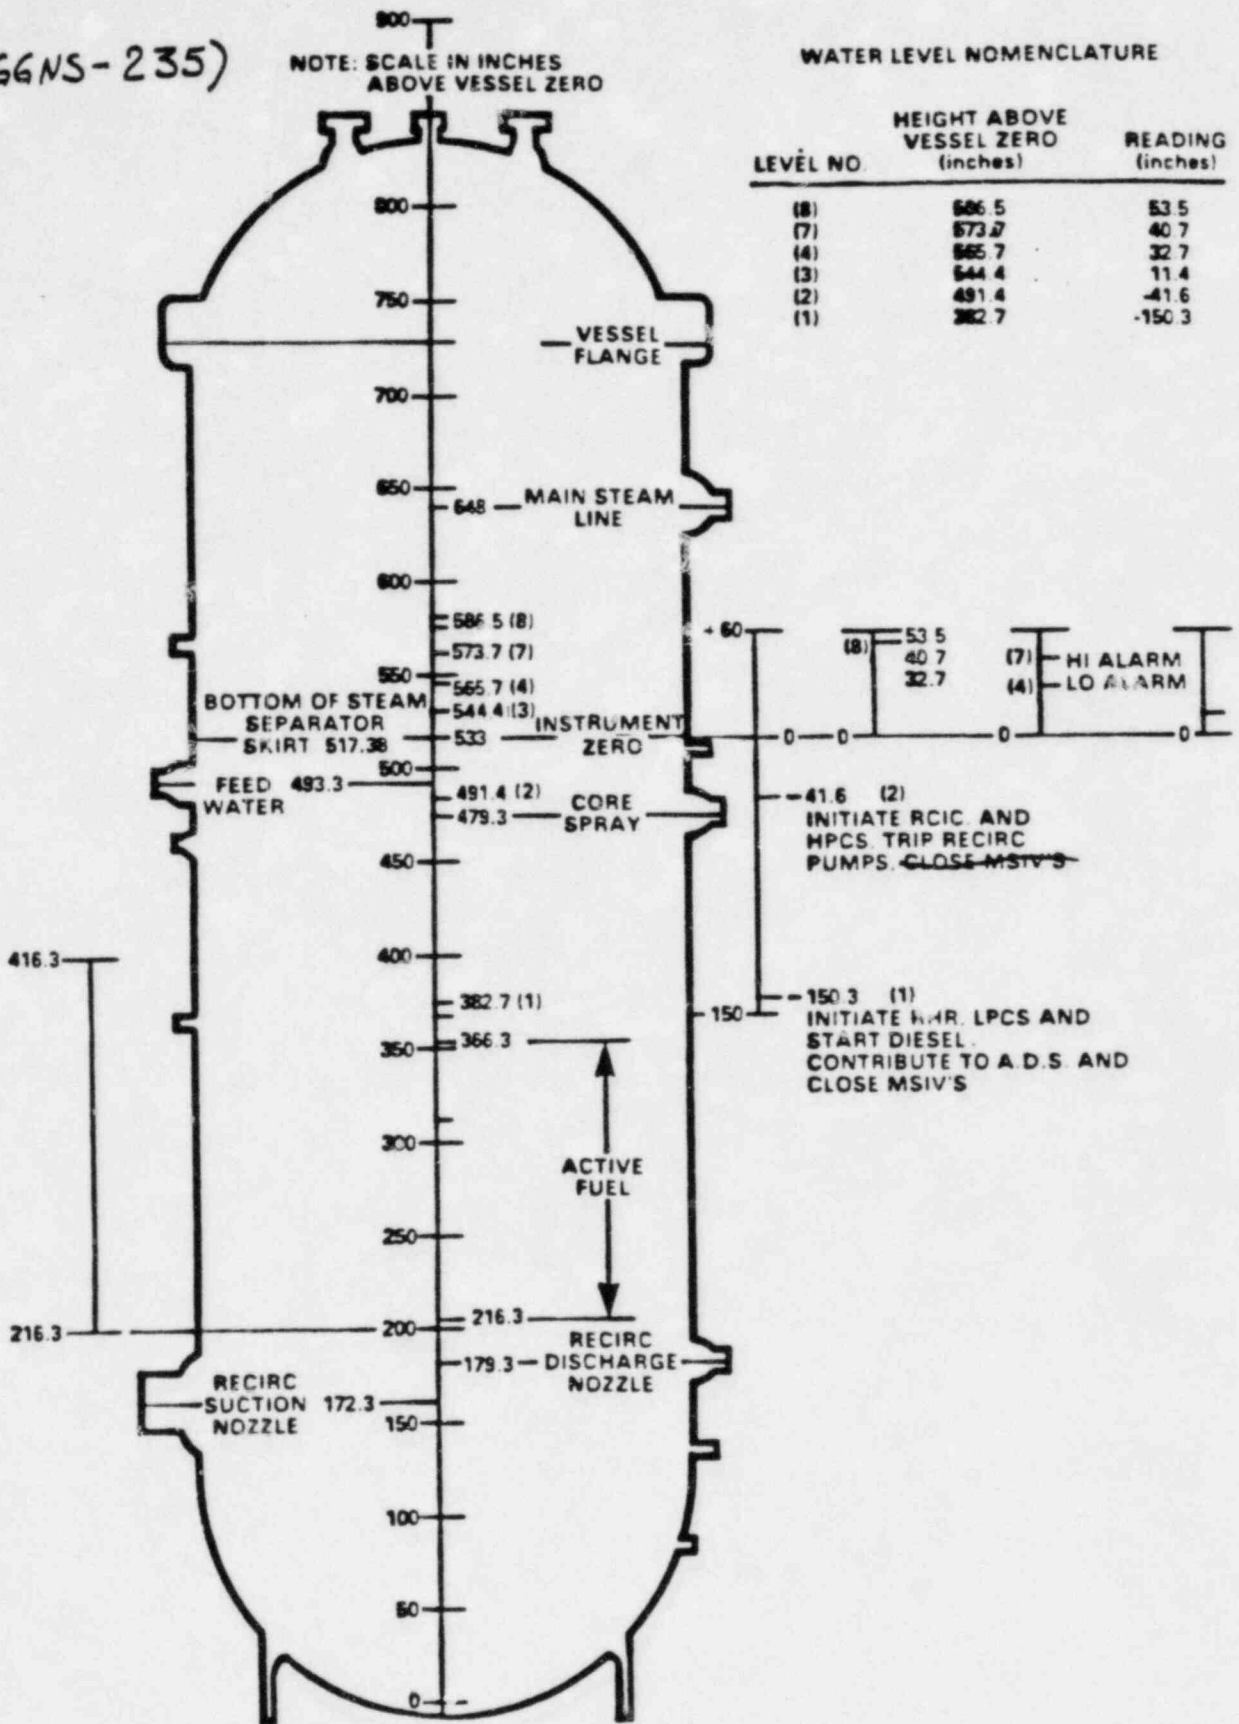 GGNS-235)
NOTE: SCALE IN INCHES
ABOVE VESSEL ZERO
WATER LEVEL NOMENCLATURE
LEVEL NO. HEIGHT ABOVE VESSEL ZERO (inches) READING (inches)
(8) 586.5 53.5
(7) 573.7 40.7
(4) 565.7 32.7
(3) 544.4 11.4
(2) 491.4 -41.6
(1) 382.7 -150.3
900
800
750
VESSEL
FLANGE
700
650
648 MAIN STEAM
LINE
600
586.5 (8)
573.7 (7)
550
565.7 (4)
544.4 (3)
BOTTOM OF STEAM
SEPARATOR
SKIRT 517.38
533 INSTRUMENT
ZERO
500
FEED 493.3
WATER
491.4 (2)
479.3 CORE
SPRAY
450
400
382.7 (1)
366.3
350
300
ACTIVE
FUEL
250
216.3
200
179.3 RECIRC
DISCHARGE
NOZZLE
RECIRC
SUCTION 172.3
NOZZLE
150
100
50
0
416.3
216.3
+60
(8) 53.5
40.7
32.7
(7) HI ALARM
(4) LO ALARM
0 0 0 0
-41.6 (2)
INITIATE RCIC. AND
HPCS. TRIP RECIRC
PUMPS. CLOSE MSIV'S
150
-150.3 (1)
INITIATE RHR, LPCS AND
START DIESEL.
CONTRIBUTE TO A.D.S. AND
CLOSE MSIV'S